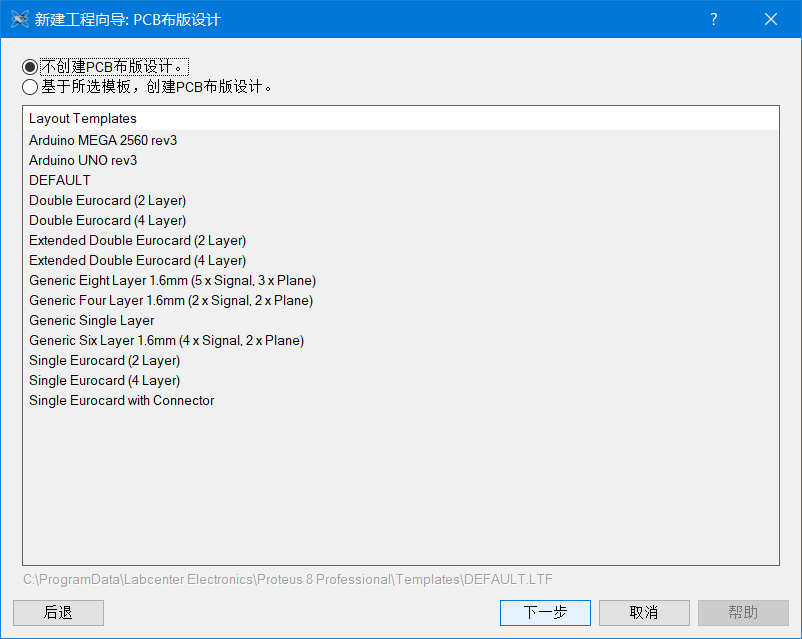 新建工程向导: PCB布版设计
?
不创建PCB布版设计。
基于所选模板，创建PCB布版设计。
Layout Templates
Arduino MEGA 2560 rev3
Arduino UNO rev3
DEFAULT
Double Eurocard (2 Layer)
Double Eurocard (4 Layer)
Extended Double Eurocard (2 Layer)
Extended Double Eurocard (4 Layer)
Generic Eight Layer 1.6mm (5 x Signal, 3 x Plane)
Generic Four Layer 1.6mm (2 x Signal, 2 x Plane)
Generic Single Layer
Generic Six Layer 1.6mm (4 x Signal, 2 x Plane)
Single Eurocard (2 Layer)
Single Eurocard (4 Layer)
Single Eurocard with Connector
C:\ProgramData\Labcenter Electronics\Proteus 8 Professional\Templates\DEFAULT.LTF
后退 下一步 取消 帮助